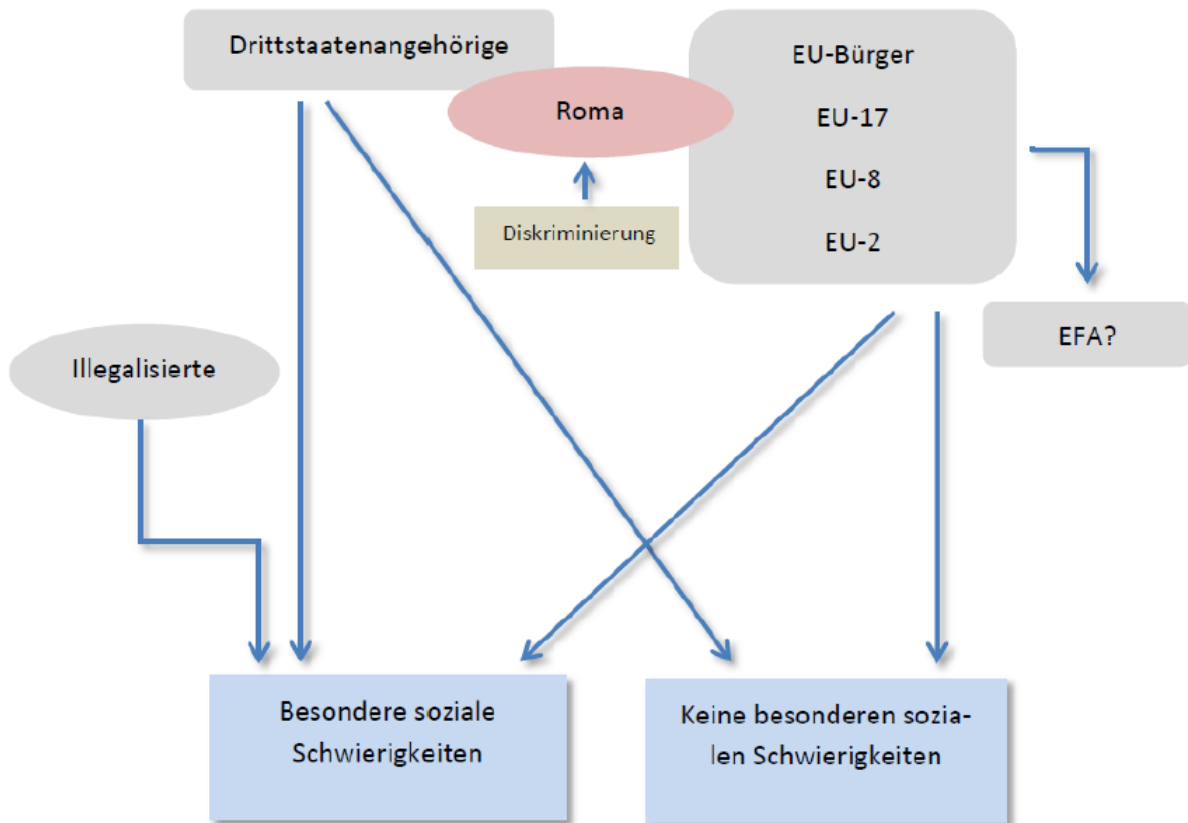 Drittstaatenangehörige
Roma
Diskriminierung
EU-Bürger
EU-17
EU-8
EU-2
EFA?
Illegalisierte
Besondere soziale
Schwierigkeiten
Keine besonderen sozia-
len Schwierigkeiten